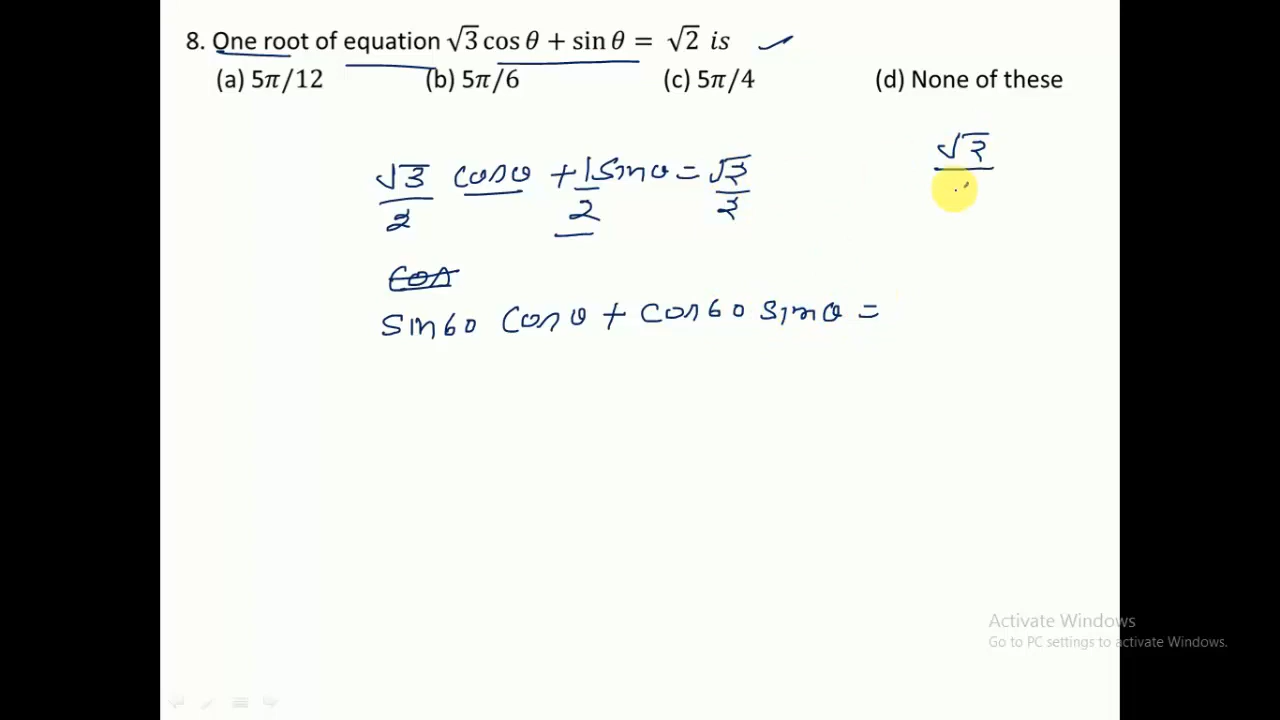 8. One root of equation √3 cos θ + sin θ = √2 is
(a) 5π/12 (b) 5π/6 (c) 5π/4 (d) None of these
√3/2 cosθ + 1/2 sinθ = √2/2
√2
cos
sin60 cosθ + cos60 sinθ =
Activate Windows
Go to PC settings to activate Windows.